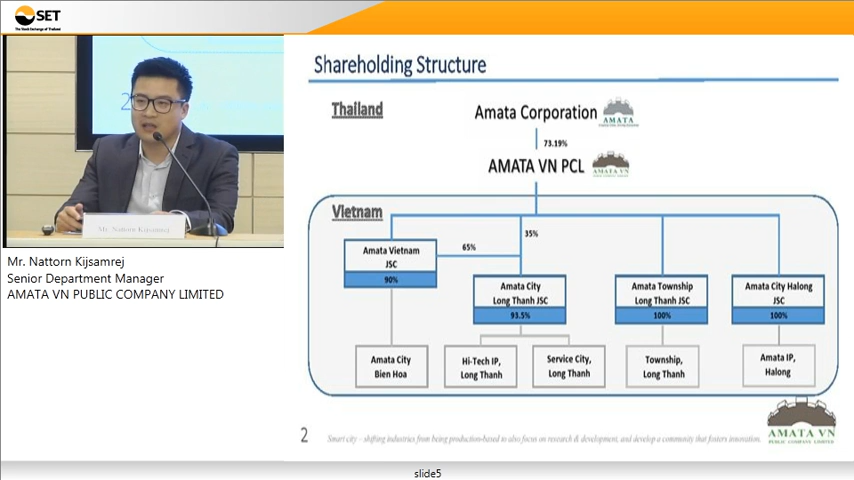 SET
The Stock Exchange of Thailand
Mr. Nattorn Kijsamrej
Mr. Nattorn Kijsamrej
Senior Department Manager
AMATA VN PUBLIC COMPANY LIMITED
Shareholding Structure
Thailand
Amata Corporation
AMATA
73.19%
AMATA VN PCL
AMATA VN
Vietnam
35%
65%
Amata Vietnam
JSC
90%
Amata City
Long Thanh JSC
93.5%
Amata Township
Long Thanh JSC
100%
Amata City Halong
JSC
100%
Amata City
Bien Hoa
Hi-Tech IP,
Long Thanh
Service City,
Long Thanh
Township,
Long Thanh
Amata IP,
Halong
2
Smart city – shifting industries from being production-based to also focus on research & development, and develop a community that fosters innovation.
AMATA VN
PUBLIC COMPANY LIMITED
slide5